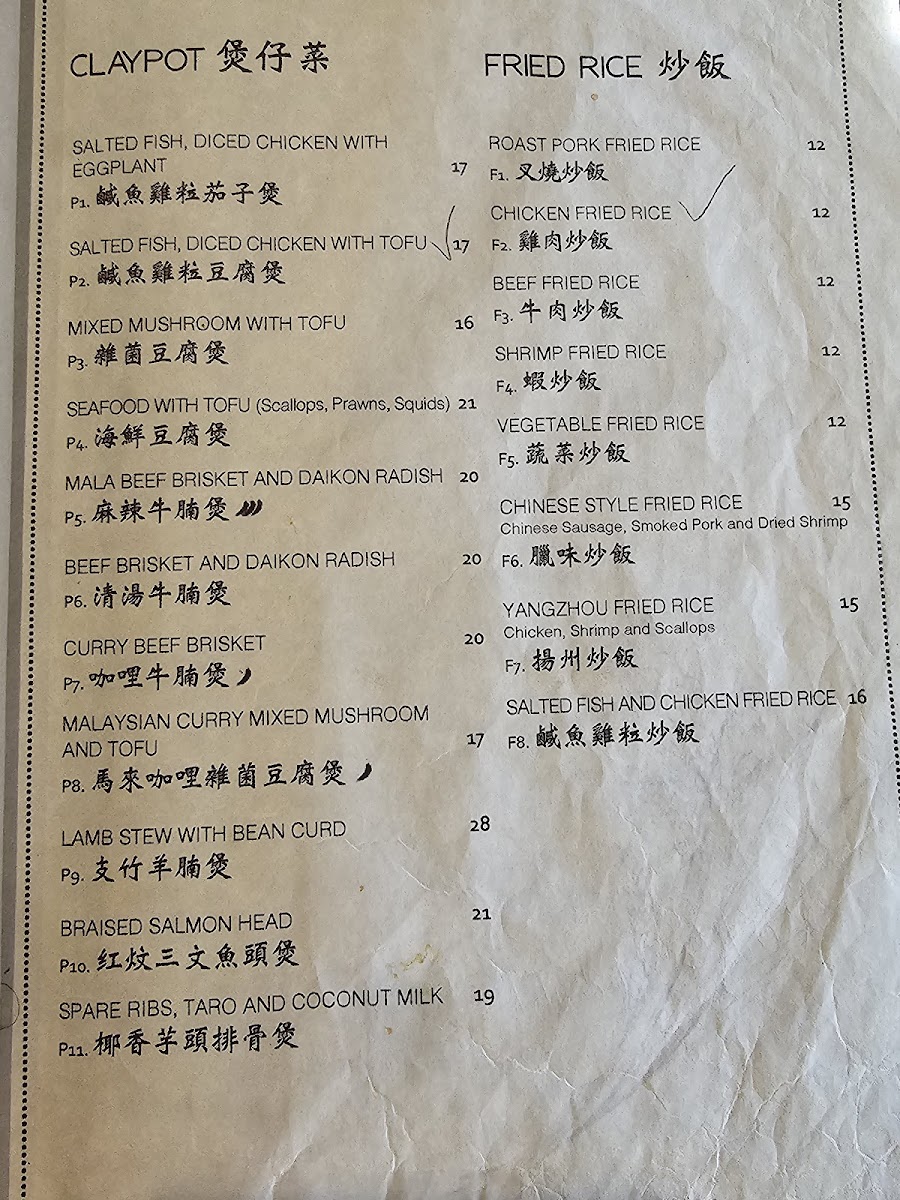 CLAYPOT 煲仔菜
SALTED FISH, DICED CHICKEN WITH
EGGPLANT 17
P1. 鹹魚雞粒茄子煲
SALTED FISH, DICED CHICKEN WITH TOFU 17
P2. 鹹魚雞粒豆腐煲
MIXED MUSHROOM WITH TOFU 16
P3. 雜菌豆腐煲
SEAFOOD WITH TOFU (Scallops, Prawns, Squids) 21
P4. 海鮮豆腐煲
MALA BEEF BRISKET AND DAIKON RADISH 20
P5. 麻辣牛腩煲
BEEF BRISKET AND DAIKON RADISH 20
P6. 清湯牛腩煲
CURRY BEEF BRISKET 20
P7. 咖哩牛腩煲
MALAYSIAN CURRY MIXED MUSHROOM
AND TOFU 17
P8. 馬來咖哩雜菌豆腐煲
LAMB STEW WITH BEAN CURD 28
P9. 支竹羊腩煲
BRAISED SALMON HEAD 21
P10. 红炆三文魚頭煲
SPARE RIBS, TARO AND COCONUT MILK 19
P11. 椰香芋頭排骨煲
FRIED RICE 炒飯
ROAST PORK FRIED RICE 12
F1. 叉燒炒飯
CHICKEN FRIED RICE 12
F2. 雞肉炒飯
BEEF FRIED RICE 12
F3. 牛肉炒飯
SHRIMP FRIED RICE 12
F4. 蝦炒飯
VEGETABLE FRIED RICE 12
F5. 蔬菜炒飯
CHINESE STYLE FRIED RICE 15
Chinese Sausage, Smoked Pork and Dried Shrimp
F6. 臘味炒飯
YANGZHOU FRIED RICE 15
Chicken, Shrimp and Scallops
F7. 揚州炒飯
SALTED FISH AND CHICKEN FRIED RICE 16
F8. 鹹魚雞粒炒飯